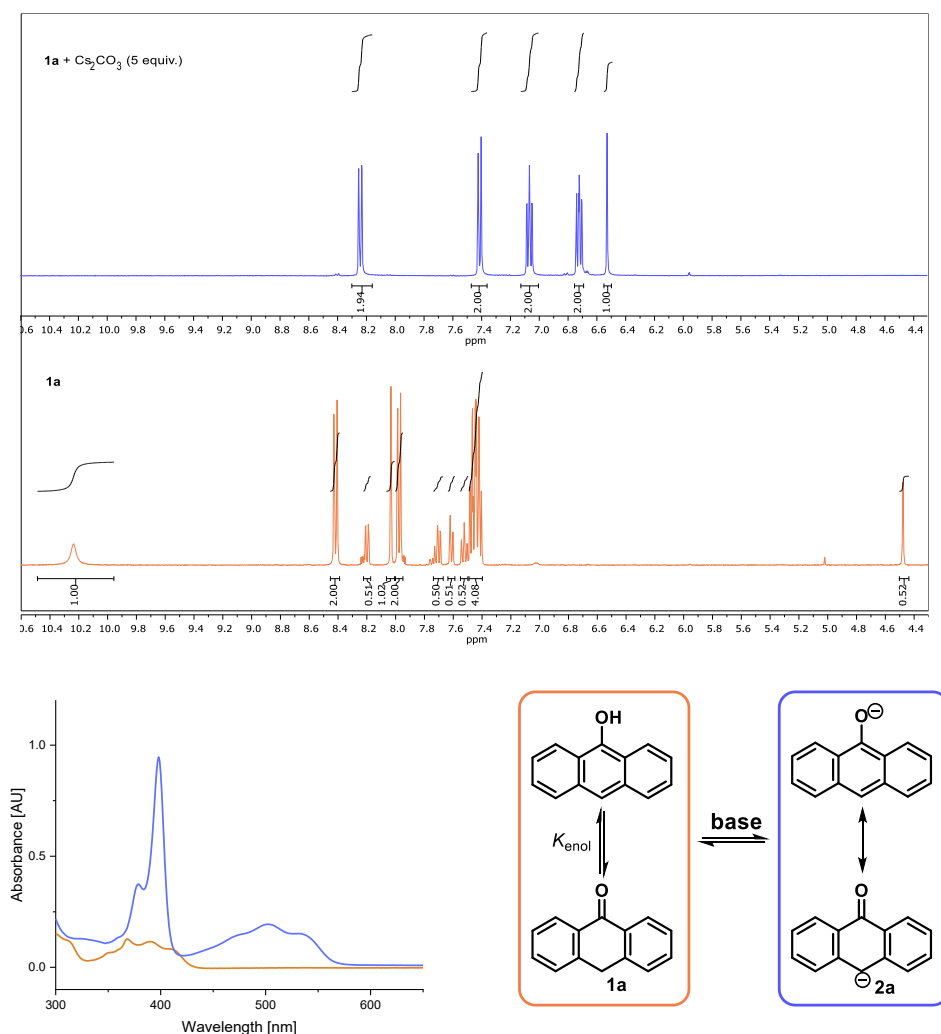 1a + Cs2CO3 (5 equiv.)
1.94 2.00 2.00 2.00 1.00
0.6 10.4 10.2 10.0 9.8 9.6 9.4 9.2 9.0 8.8 8.6 8.4 8.2 8.0 7.8 7.6 7.4 7.2 7.0 6.8 6.6 6.4 6.2 6.0 5.8 5.6 5.4 5.2 5.0 4.8 4.6 4.4
ppm
1a
1.00 2.00 0.51 1.02 2.00 0.50 0.51 0.52 4.08 0.52
0.6 10.4 10.2 10.0 9.8 9.6 9.4 9.2 9.0 8.8 8.6 8.4 8.2 8.0 7.8 7.6 7.4 7.2 7.0 6.8 6.6 6.4 6.2 6.0 5.8 5.6 5.4 5.2 5.0 4.8 4.6 4.4
ppm
1.0
0.5
0.0
Absorbance [AU]
300 400 500 600
Wavelength [nm]
OH
Kenol
O
1a
base
O⊖
O
⊖
2a